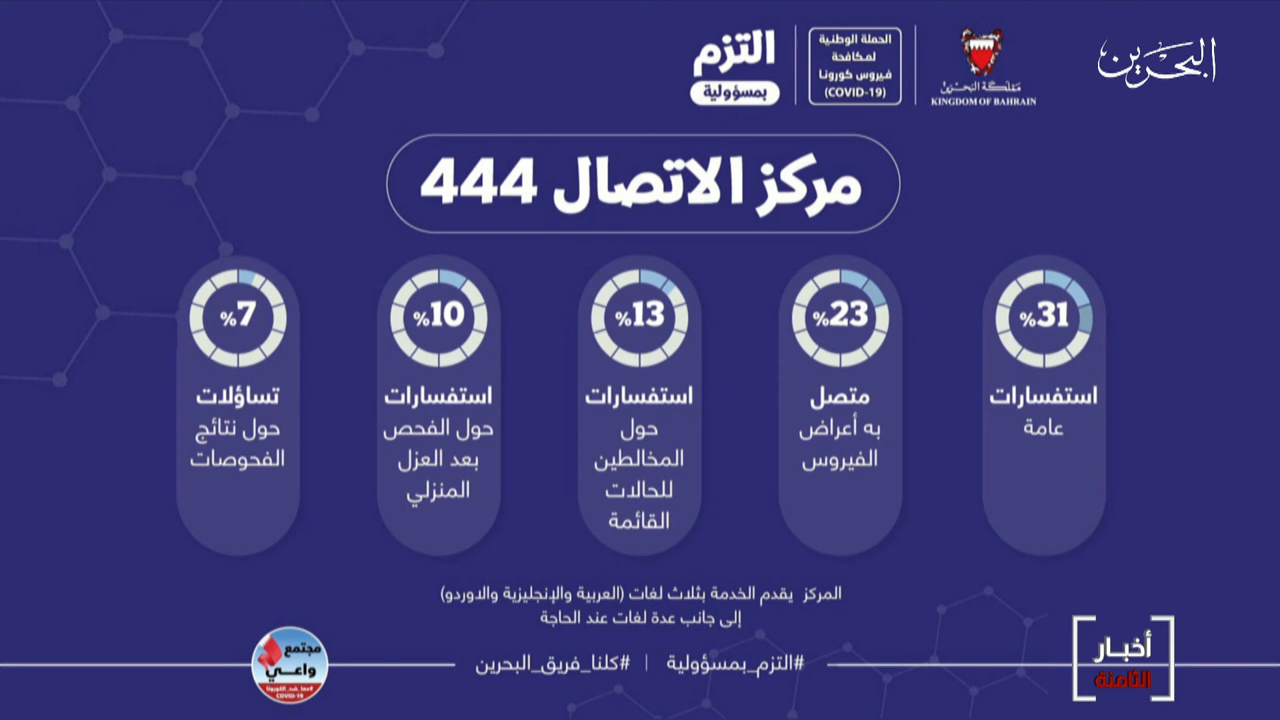 البحرين
مملكة البحرين
KINGDOM OF BAHRAIN
الحملة الوطنية
لمكافحة
فيروس كورونا
(COVID-19)
التزم
بمسؤولية
مركز الاتصال 444
%31
استفسارات
عامة
%23
متصل
به أعراض
الفيروس
%13
استفسارات
حول
المخالطين
للحالات
القائمة
%10
استفسارات
حول الفحص
بعد العزل
المنزلي
%7
تساؤلات
حول نتائج
الفحوصات
المركز يقدم الخدمة بثلاث لغات (العربية والإنجليزية والاوردو)
إلى جانب عدة لغات عند الحاجة
#التزم_بمسؤولية | #كلنا_فريق_البحرين
أخبار
الثامنة
مجتمع
واعي
#معا_ضد_الكورونا
COVID-19